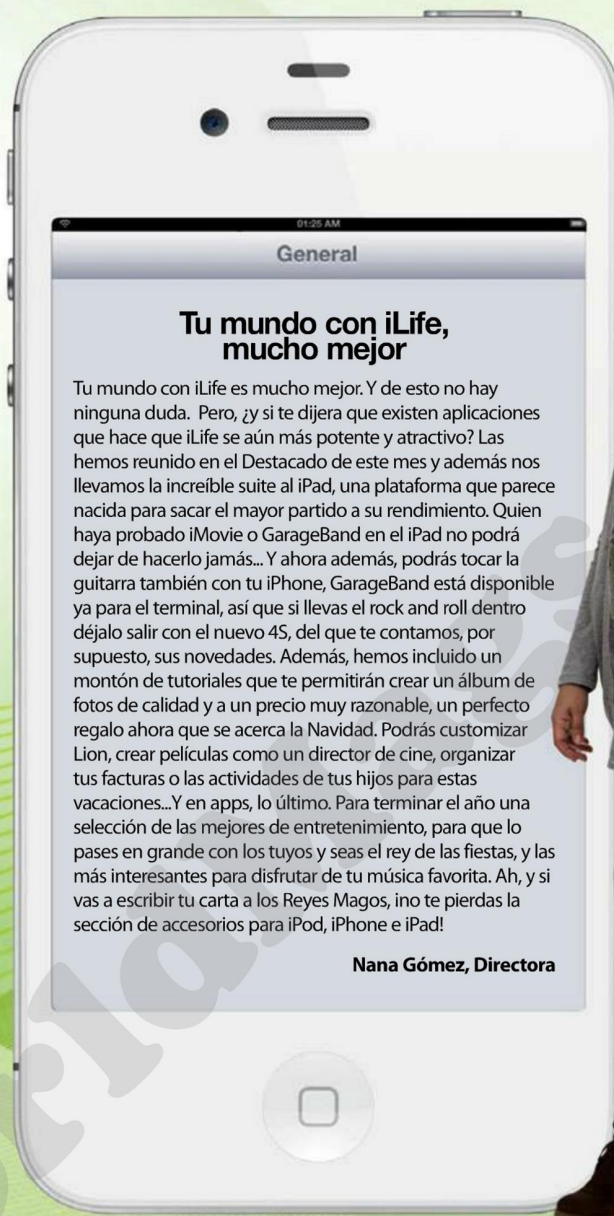 01:25 AM
General
Tu mundo con iLife,
mucho mejor
Tu mundo con iLife es mucho mejor. Y de esto no hay
ninguna duda. Pero, ¿y si te dijera que existen aplicaciones
que hace que iLife se aún más potente y atractivo? Las
hemos reunido en el Destacado de este mes y además nos
llevamos la increíble suite al iPad, una plataforma que parece
nacida para sacar el mayor partido a su rendimiento. Quien
haya probado iMovie o GarageBand en el iPad no podrá
dejar de hacerlo jamás... Y ahora además, podrás tocar la
guitarra también con tu iPhone, GarageBand está disponible
ya para el terminal, así que si llevas el rock and roll dentro
déjalo salir con el nuevo 4S, del que te contamos, por
supuesto, sus novedades. Además, hemos incluido un
montón de tutoriales que te permitirán crear un álbum de
fotos de calidad y a un precio muy razonable, un perfecto
regalo ahora que se acerca la Navidad. Podrás customizar
Lion, crear películas como un director de cine, organizar
tus facturas o las actividades de tus hijos para estas
vacaciones...Y en apps, lo último. Para terminar el año una
selección de las mejores de entretenimiento, para que lo
pases en grande con los tuyos y seas el rey de las fiestas, y las
más interesantes para disfrutar de tu música favorita. Ah, y si
vas a escribir tu carta a los Reyes Magos, ¡no te pierdas la
sección de accesorios para iPod, iPhone e iPad!
Nana Gómez, Directora